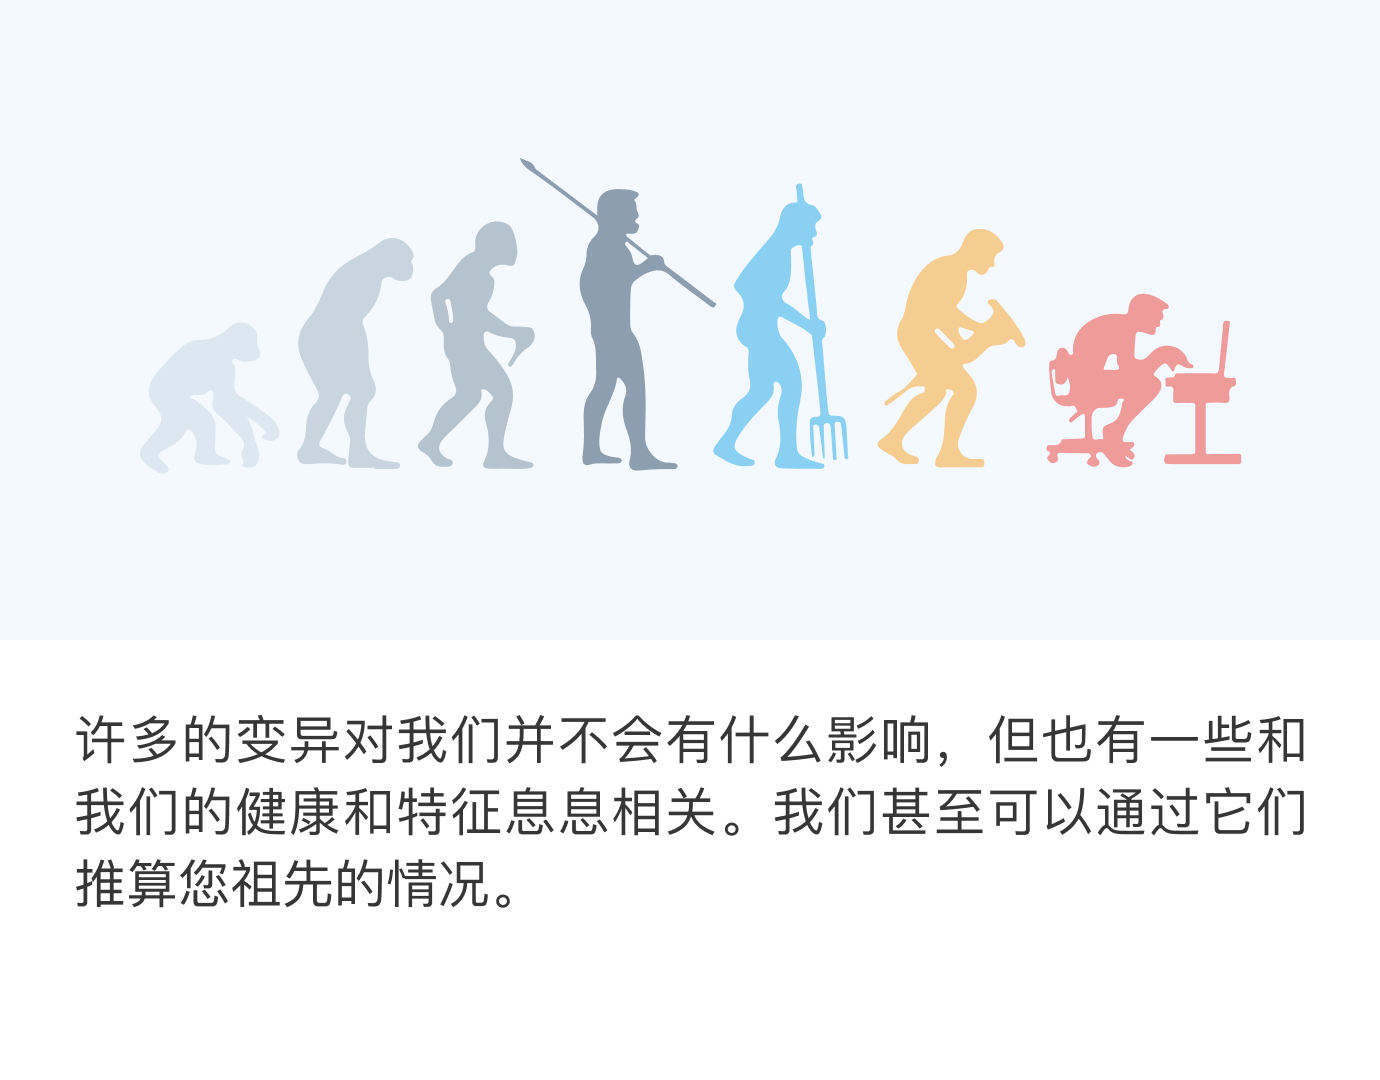 许多的变异对我们并不会有什么影响，但也有一些和
我们的健康和特征息息相关。我们甚至可以通过它们
推算您祖先的情况。